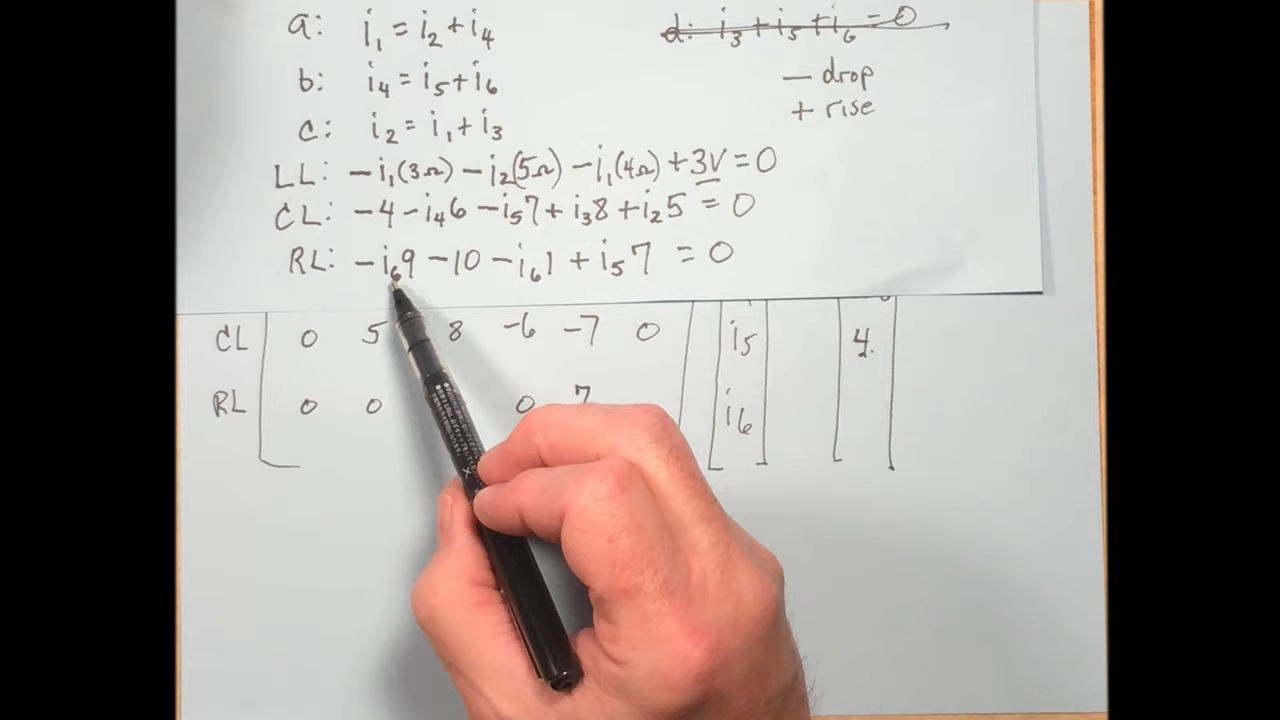 a: i₁ = i₂ + i₄
d: i₃ + i₅ + i₆ = 0
b: i₄ = i₅ + i₆
— drop
+ rise
c: i₂ = i₁ + i₃
LL: -i₁(3Ω) - i₂(5Ω) - i₁(4Ω) + 3V = 0
CL: -4 - i₄6 - i₅7 + i₃8 + i₂5 = 0
RL: -i₆9 - 10 - i₆1 + i₅7 = 0
CL 0 5 8 -6 -7 0 i₅ 4
RL 0 0 0 7 i₆